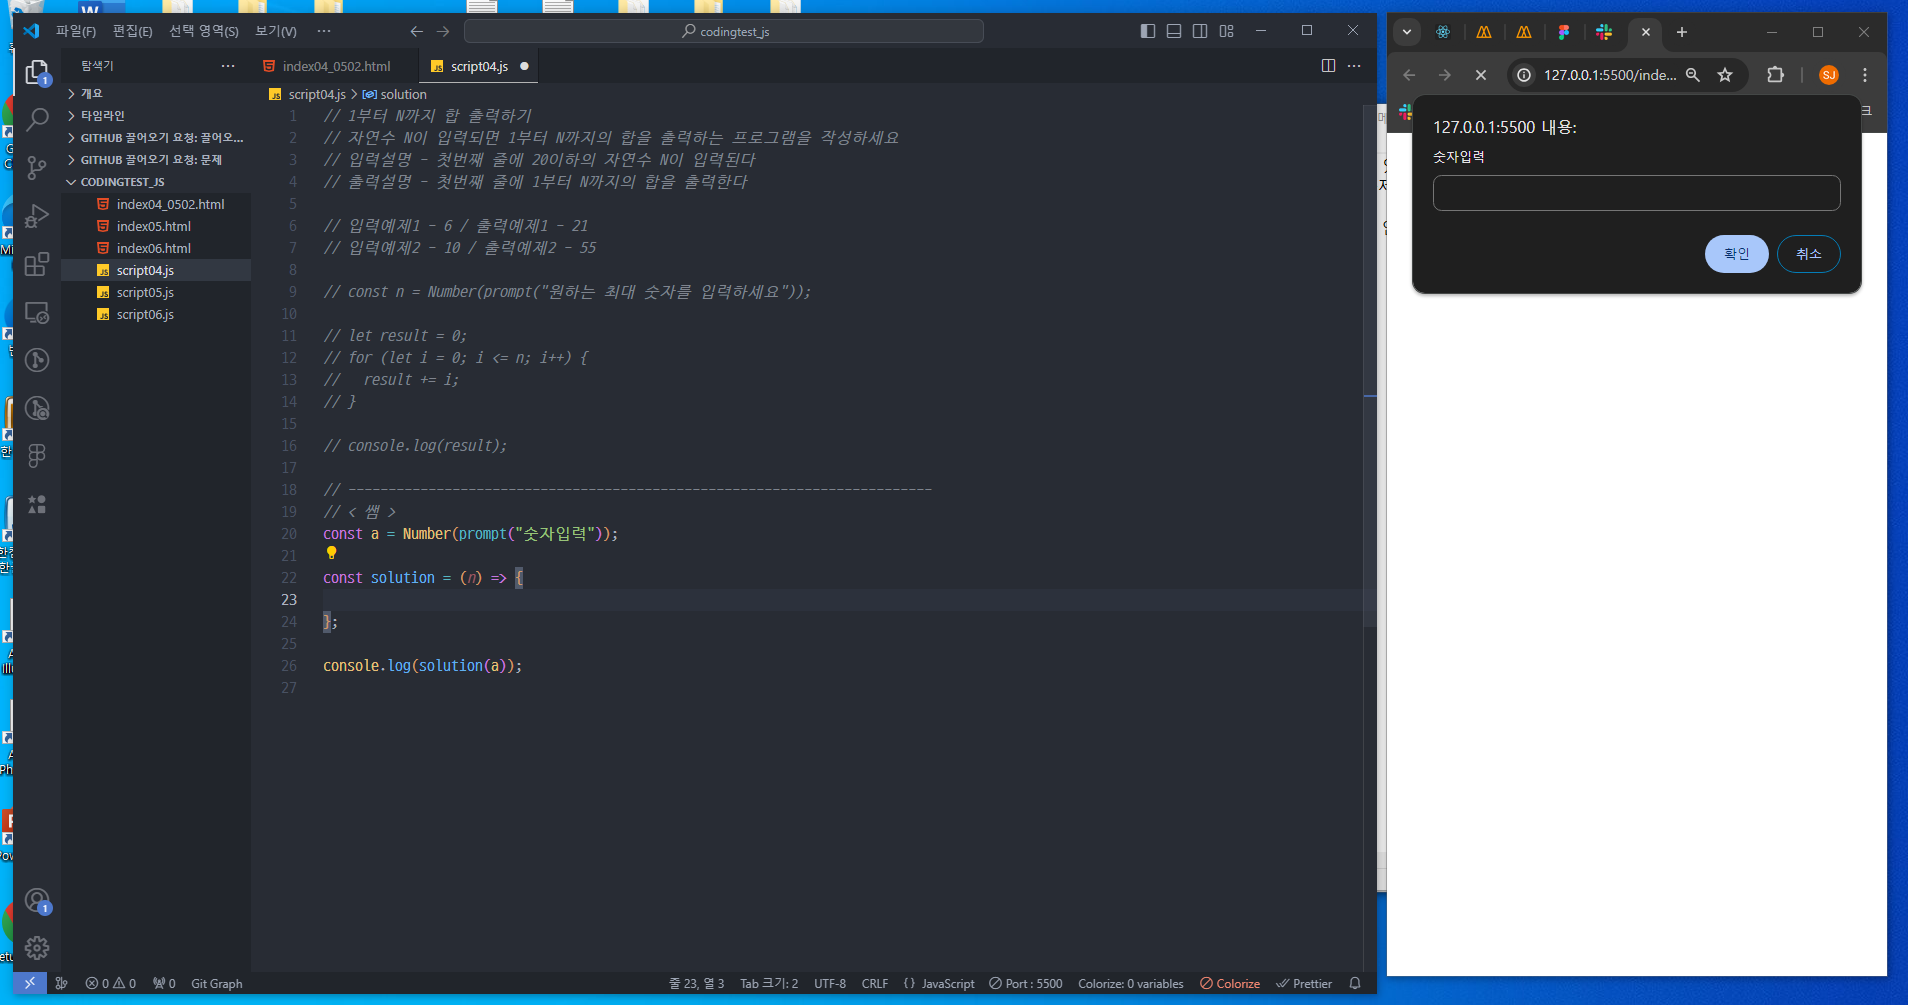 파일(F) 편집(E) 선택 영역(S) 보기(V) ···
codingtest_js
탐색기 ···
index04_0502.html
script04.js
개요
타임라인
GITHUB 끌어오기 요청: 끌어오...
GITHUB 끌어오기 요청: 문제
CODINGTEST_JS
index04_0502.html
index05.html
index06.html
script04.js
script05.js
script06.js
script04.js > solution
1 // 1부터 N까지 합 출력하기
2 // 자연수 N이 입력되면 1부터 N까지의 합을 출력하는 프로그램을 작성하세요
3 // 입력설명 - 첫번째 줄에 20이하의 자연수 N이 입력된다
4 // 출력설명 - 첫번째 줄에 1부터 N까지의 합을 출력한다
5
6 // 입력예제1 - 6 / 출력예제1 - 21
7 // 입력예제2 - 10 / 출력예제2 - 55
8
9 // const n = Number(prompt("원하는 최대 숫자를 입력하세요"));
10
11 // let result = 0;
12 // for (let i = 0; i <= n; i++) {
13 //   result += i;
14 // }
15
16 // console.log(result);
17
18 // -------------------------------------------------------------------------
19 // < 쌤 >
20 const a = Number(prompt("숫자입력"));
21
22 const solution = (n) => {
23
24 };
25
26 console.log(solution(a));
27
0 0 0 Git Graph
줄 23, 열 3 Tab 크기: 2 UTF-8 CRLF { } JavaScript Port : 5500 Colorize: 0 variables Colorize Prettier
127.0.0.1:5500/inde...
SJ
127.0.0.1:5500 내용:
숫자입력
확인 취소